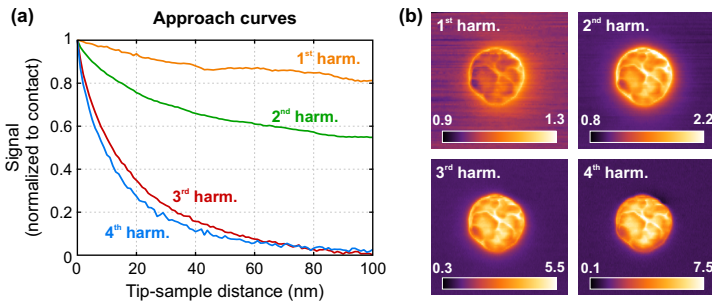 (a)
Approach curves
Signal
(normalized to contact)
1
0.8
0.6
0.4
0.2
0
0
20
40
60
80
100
Tip-sample distance (nm)
1st harm.
2nd harm.
3rd harm.
4th harm.
(b)
1st harm.
0.9
1.3
2nd harm.
0.8
2.2
3rd harm.
0.3
5.5
4th harm.
0.1
7.5